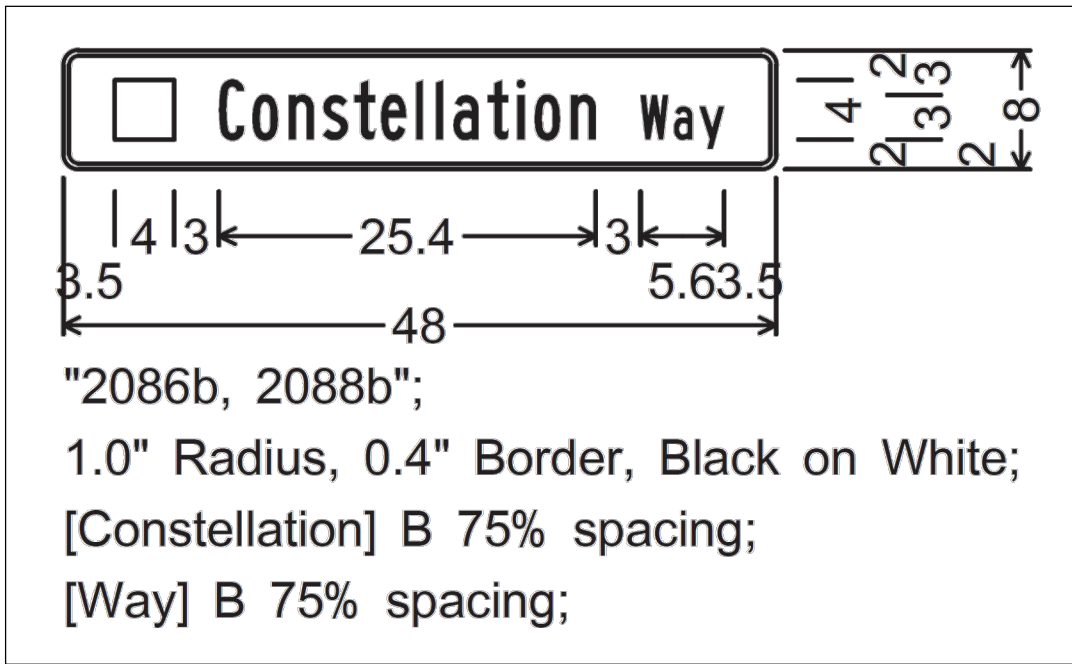 Constellation Way
2 3
4 3 8
2 2
4 3 25.4 3
3.5 5.6 3.5
48
"2086b, 2088b";
1.0" Radius, 0.4" Border, Black on White;
[Constellation] B 75% spacing;
[Way] B 75% spacing;